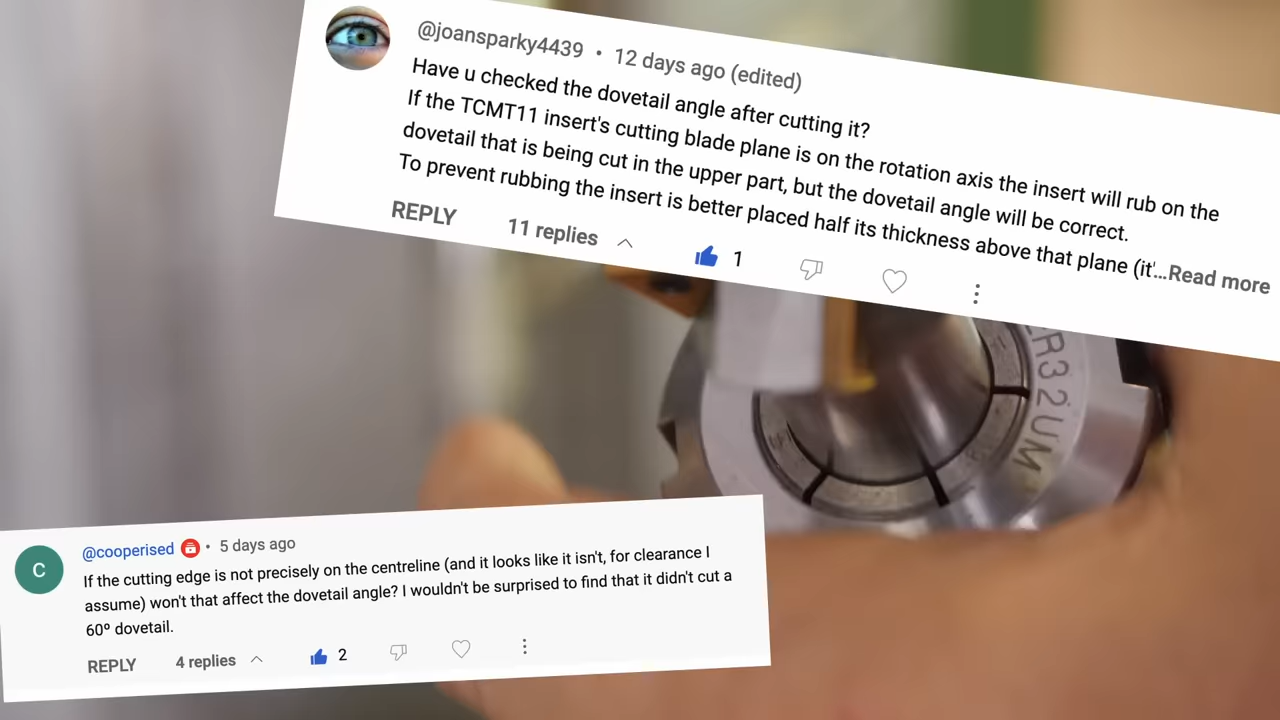 @joansparky4439 • 12 days ago (edited)
Have u checked the dovetail angle after cutting it?
If the TCMT11 insert's cutting blade plane is on the rotation axis the insert will rub on the
dovetail that is being cut in the upper part, but the dovetail angle will be correct.
To prevent rubbing the insert is better placed half its thickness above that plane (it'...Read more
REPLY 11 replies 1
ER32UM
C
@cooperised • 5 days ago
If the cutting edge is not precisely on the centreline (and it looks like it isn't, for clearance I
assume) won't that affect the dovetail angle? I wouldn't be surprised to find that it didn't cut a
60º dovetail.
REPLY 4 replies 2